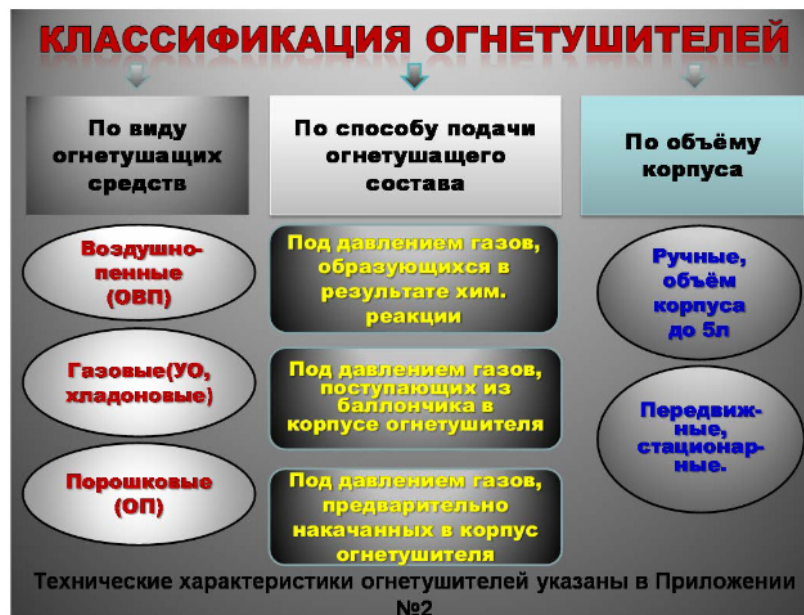 КЛАССИФИКАЦИЯ ОГНЕТУШИТЕЛЕЙ
По виду
огнетушащих
средств
По способу подачи
огнетушащего
состава
По объёму
корпуса
Воздушно-
пенные
(ОВП)
Газовые(УО,
хладоновые)
Порошковые
(ОП)
Под давлением газов,
образующихся в
результате хим.
реакции
Под давлением газов,
поступающих из
баллончика в
корпусе огнетушителя
Под давлением газов,
предварительно
накачанных в корпус
огнетушителя
Ручные,
объём
корпуса
до 5л
Передвиж-
ные,
стационар-
ные.
Технические характеристики огнетушителей указаны в Приложении
№2